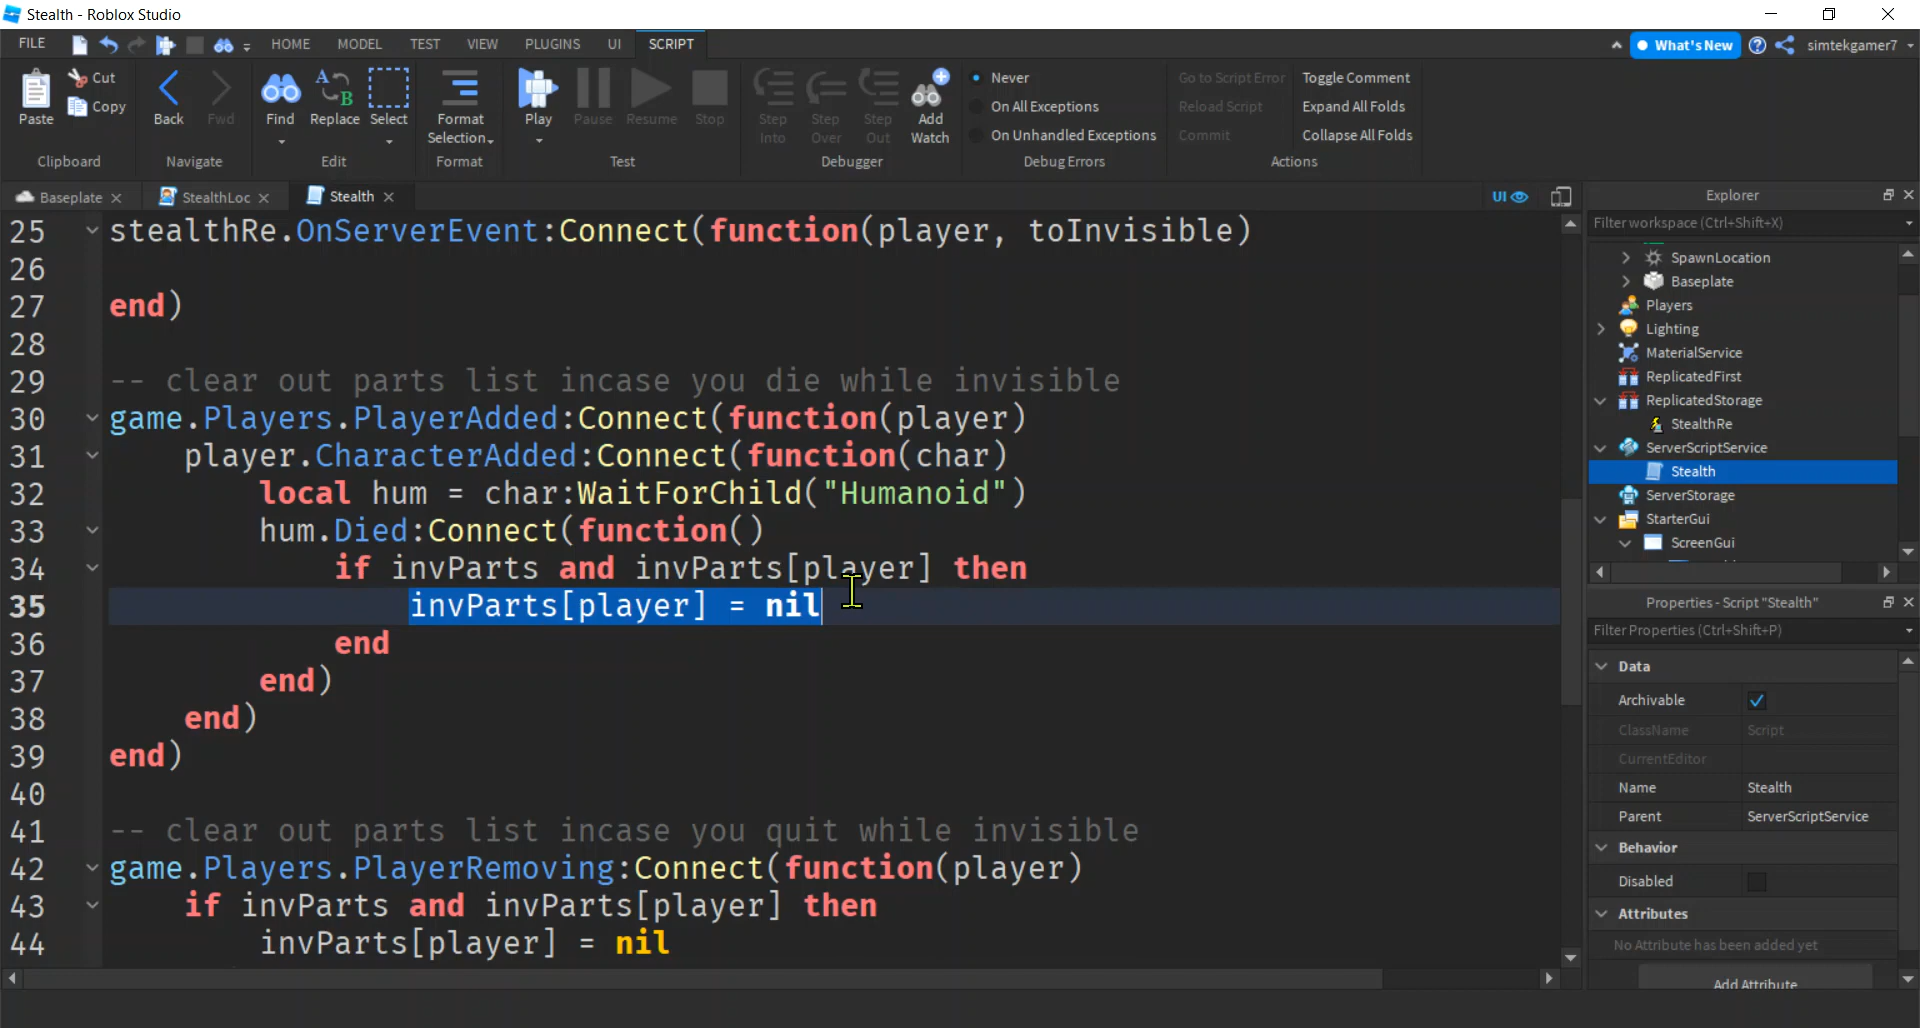 Stealth - Roblox Studio
FILE HOME MODEL TEST VIEW PLUGINS UI SCRIPT What's New simtekgamer7
Paste Cut Copy Back Fwd Find Replace Select Format Selection Play Pause Resume Stop Step Into Step Over Step Out Add Watch
Never
On All Exceptions
On Unhandled Exceptions
Go to Script Error
Reload Script
Commit
Toggle Comment
Expand All Folds
Collapse All Folds
Clipboard Navigate Edit Format Test Debugger Debug Errors Actions
Baseplate StealthLoc Stealth UI
25 stealthRe.OnServerEvent:Connect(function(player, toInvisible)
26
27 end)
28
29 -- clear out parts list incase you die while invisible
30 game.Players.PlayerAdded:Connect(function(player)
31 player.CharacterAdded:Connect(function(char)
32 local hum = char:WaitForChild("Humanoid")
33 hum.Died:Connect(function()
34 if invParts and invParts[player] then
35 invParts[player] = nil
36 end
37 end)
38 end)
39 end)
40
41 -- clear out parts list incase you quit while invisible
42 game.Players.PlayerRemoving:Connect(function(player)
43 if invParts and invParts[player] then
44 invParts[player] = nil
Explorer
Filter workspace (Ctrl+Shift+X)
SpawnLocation
Baseplate
Players
Lighting
MaterialService
ReplicatedFirst
ReplicatedStorage
StealthRe
ServerScriptService
Stealth
ServerStorage
StarterGui
ScreenGui
Properties - Script "Stealth"
Filter Properties (Ctrl+Shift+P)
Data
Archivable
ClassName Script
CurrentEditor
Name Stealth
Parent ServerScriptService
Behavior
Disabled
Attributes
No Attribute has been added yet
Add Attribute